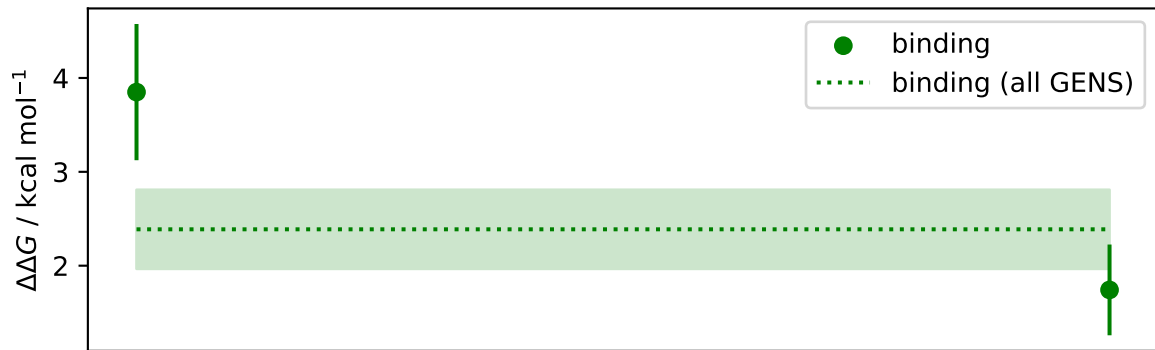 binding
binding (all GENS)
4
3
2
ΔΔG / kcal mol⁻¹